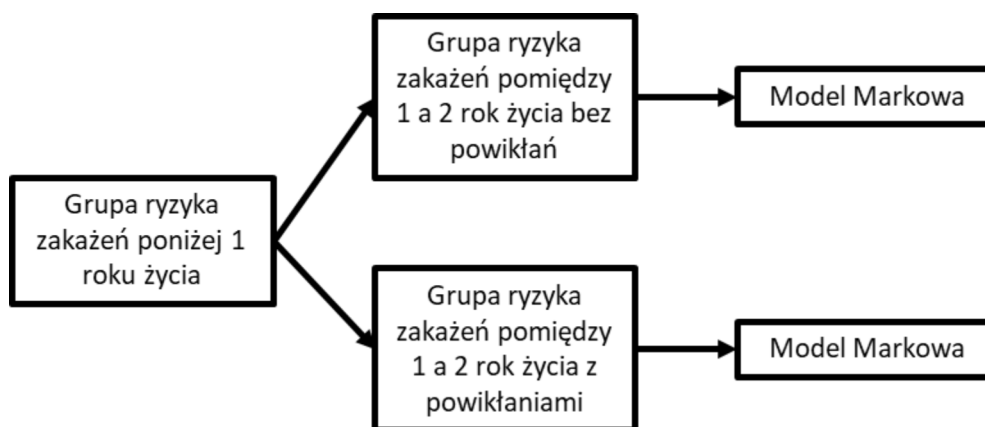 Grupa ryzyka
zakażeń poniżej 1
roku życia
Grupa ryzyka
zakażeń pomiędzy
1 a 2 rok życia bez
powikłań
Model Markowa
Grupa ryzyka
zakażeń pomiędzy
1 a 2 rok życia z
powikłaniami
Model Markowa